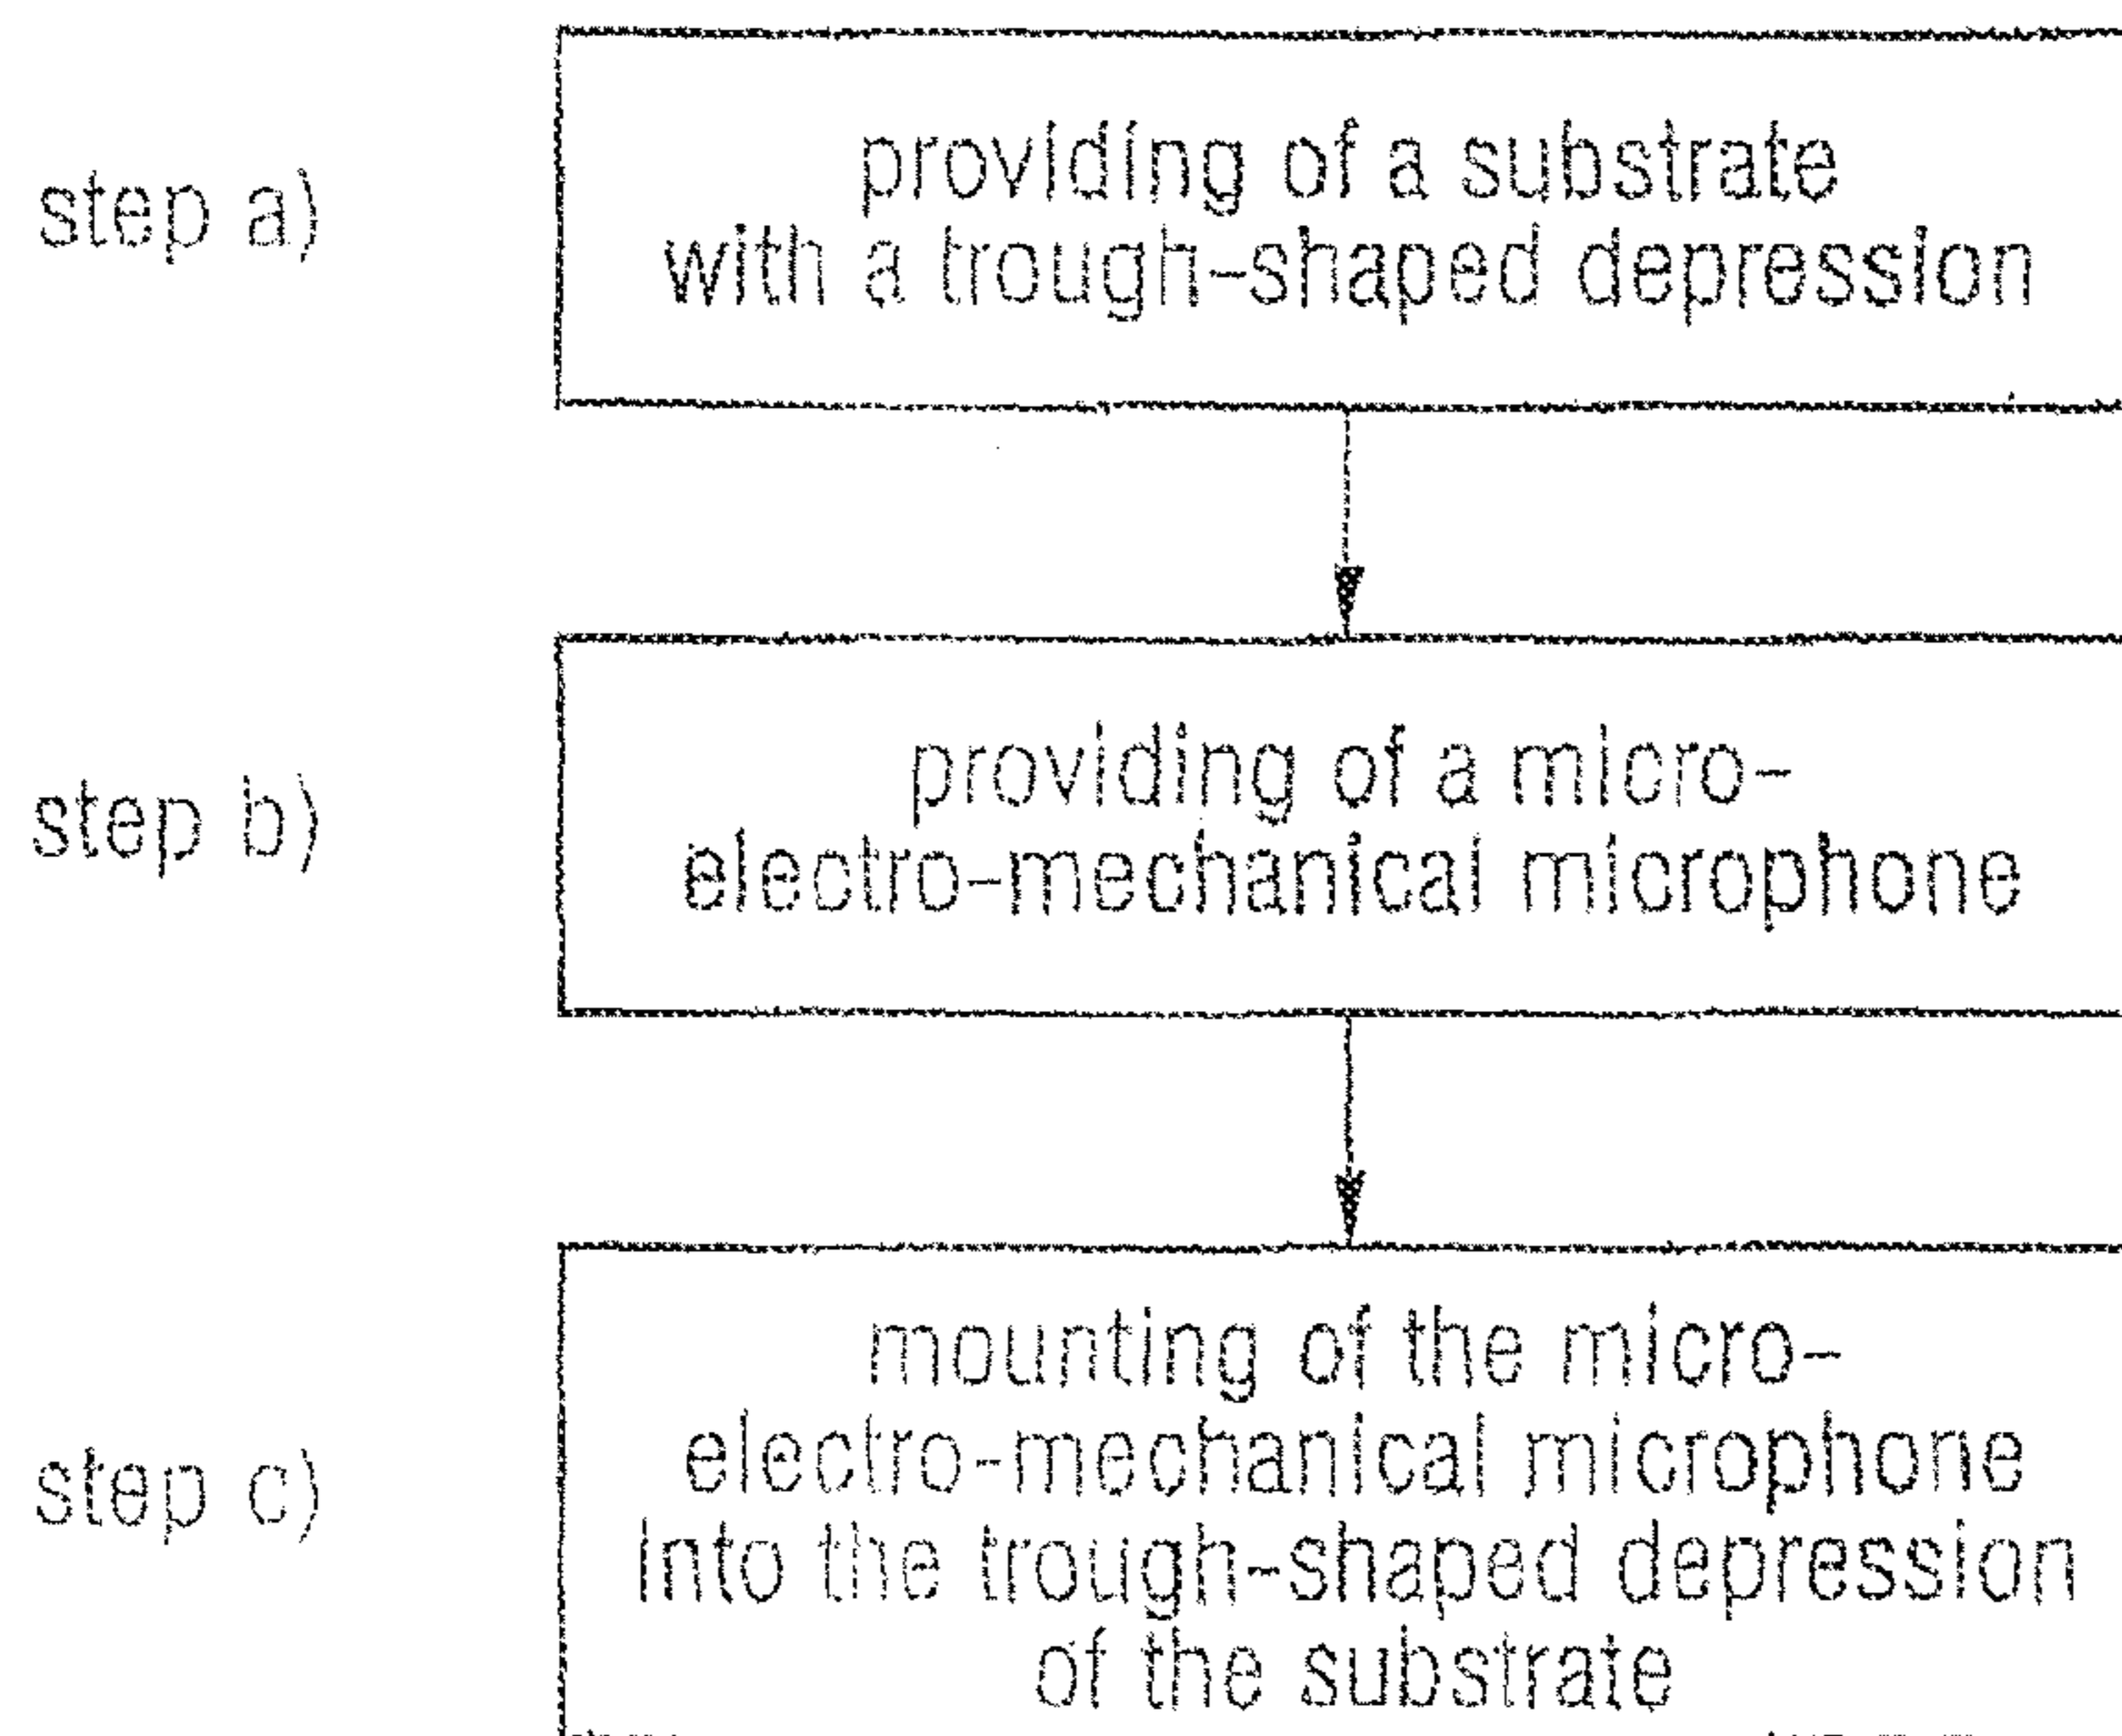 step a)
providing of a substrate
with a trough-shaped depression
step b)
providing of a micro-
electro-mechanical microphone
step c)
mounting of the micro-
electro-mechanical microphone
into the trough-shaped depression
of the substrate